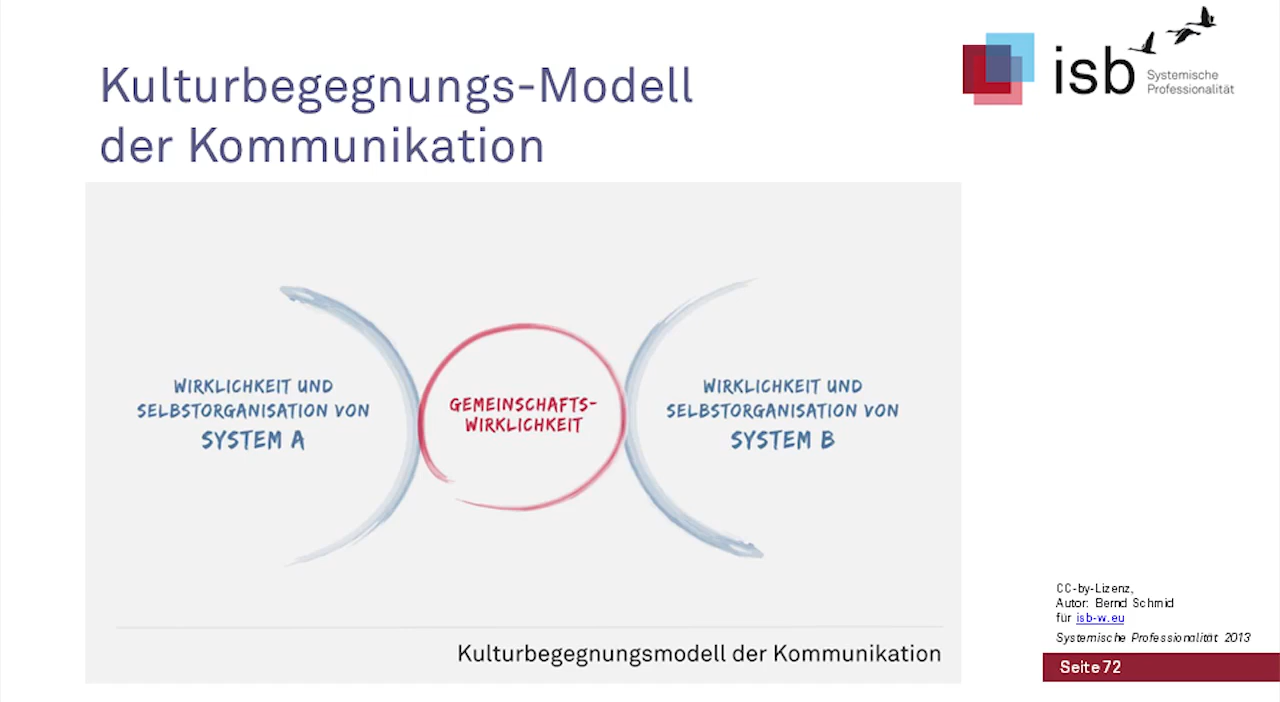 Kulturbegegnungs-Modell
der Kommunikation
isb
Systemische
Professionalität
WIRKLICHKEIT UND
SELBSTORGANISATION VON
SYSTEM A
GEMEINSCHAFTS-
WIRKLICHKEIT
WIRKLICHKEIT UND
SELBSTORGANISATION VON
SYSTEM B
Kulturbegegnungsmodell der Kommunikation
CC-by-Lizenz,
Autor: Bernd Schmid
für isb-w.eu
Systemische Professionalität 2013
Seite 72